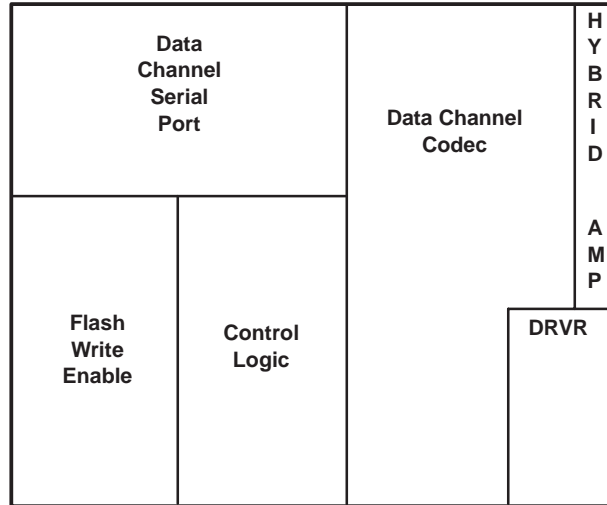 Data
Channel
Serial
Port
Data Channel
Codec
H
Y
B
R
I
D
A
M
P
Flash
Write
Enable
Control
Logic
DRVR